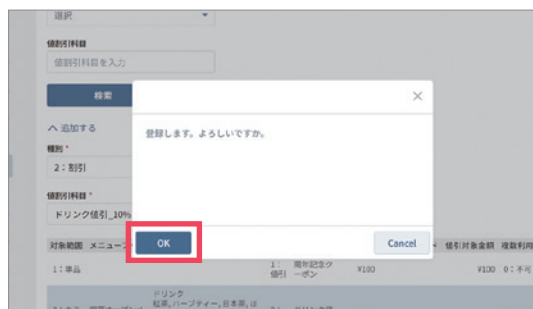 選択
値割引科目
値割引科目を入力
検索
へ 追加する
種別 *
2：割引
値割引科目 *
ドリンク値引_10%
登録します。よろしいですか。
OK
Cancel
対象範囲 メニュー 値引対象金額 複数利用
1：単品 1：値引 周年記念クーポン ¥100 ¥100 0：不可
ドリンク
紅茶, ハーブティー, 日本茶, ほ